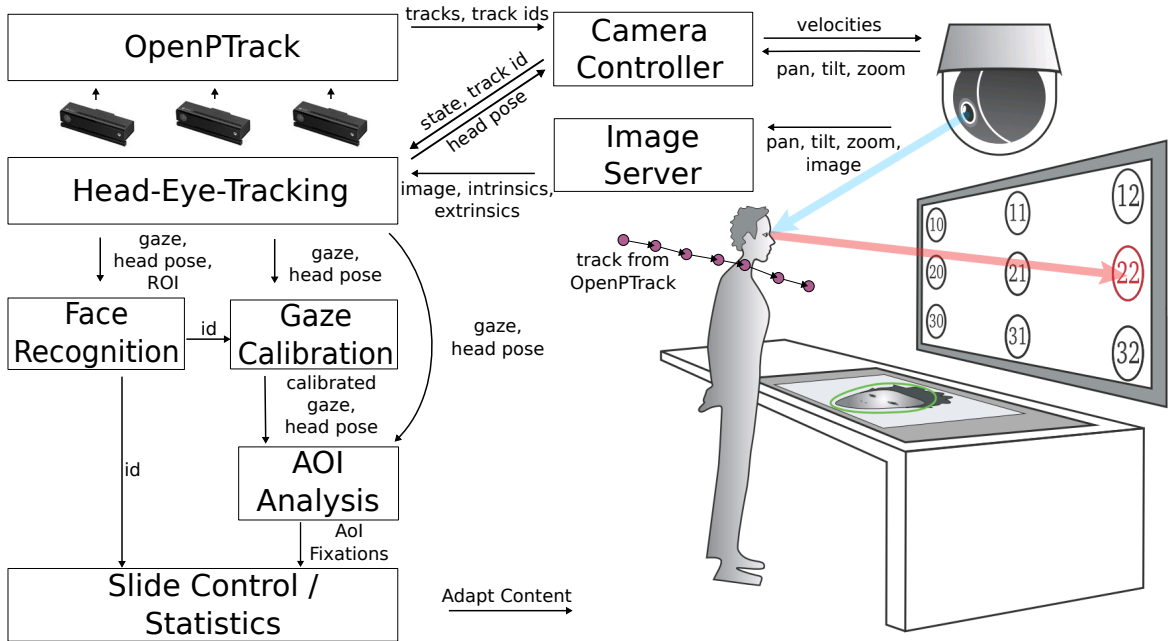 OpenPTrack
tracks, track ids
Camera
Controller
velocities
pan, tilt, zoom
state, track id
head pose
Image
Server
pan, tilt, zoom,
image
Head-Eye-Tracking
image, intrinsics,
extrinsics
gaze,
head pose,
ROI
gaze,
head pose
track from
OpenPTrack
10
11
12
20
21
22
30
31
32
Face
Recognition
id
Gaze
Calibration
gaze,
head pose
calibrated
gaze,
head pose
id
AOI
Analysis
AoI
Fixations
Slide Control /
Statistics
Adapt Content